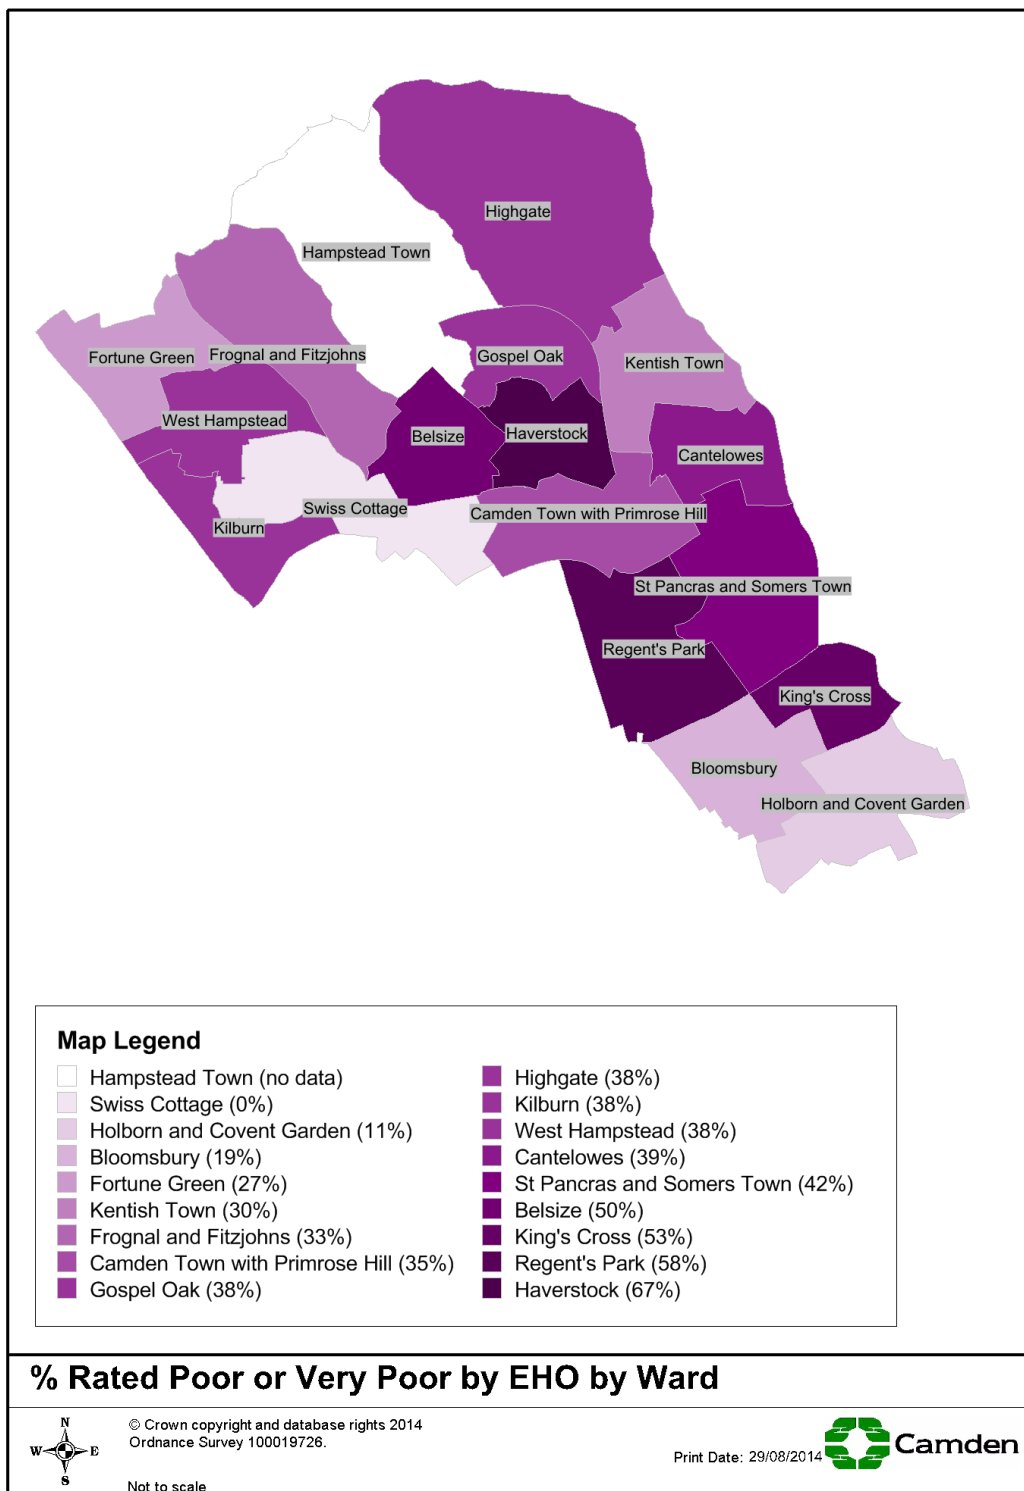 Highgate
Hampstead Town
Fortune Green
Frognal and Fitzjohns
Gospel Oak
Kentish Town
West Hampstead
Belsize
Haverstock
Cantelowes
Swiss Cottage
Camden Town with Primrose Hill
Kilburn
St Pancras and Somers Town
Regent's Park
King's Cross
Bloomsbury
Holborn and Covent Garden
Map Legend
Hampstead Town (no data)
Swiss Cottage (0%)
Holborn and Covent Garden (11%)
Bloomsbury (19%)
Fortune Green (27%)
Kentish Town (30%)
Frognal and Fitzjohns (33%)
Camden Town with Primrose Hill (35%)
Gospel Oak (38%)
Highgate (38%)
Kilburn (38%)
West Hampstead (38%)
Cantelowes (39%)
St Pancras and Somers Town (42%)
Belsize (50%)
King's Cross (53%)
Regent's Park (58%)
Haverstock (67%)
% Rated Poor or Very Poor by EHO by Ward
N
W E
S
© Crown copyright and database rights 2014
Ordnance Survey 100019726.
Not to scale
Print Date: 29/08/2014
Camden